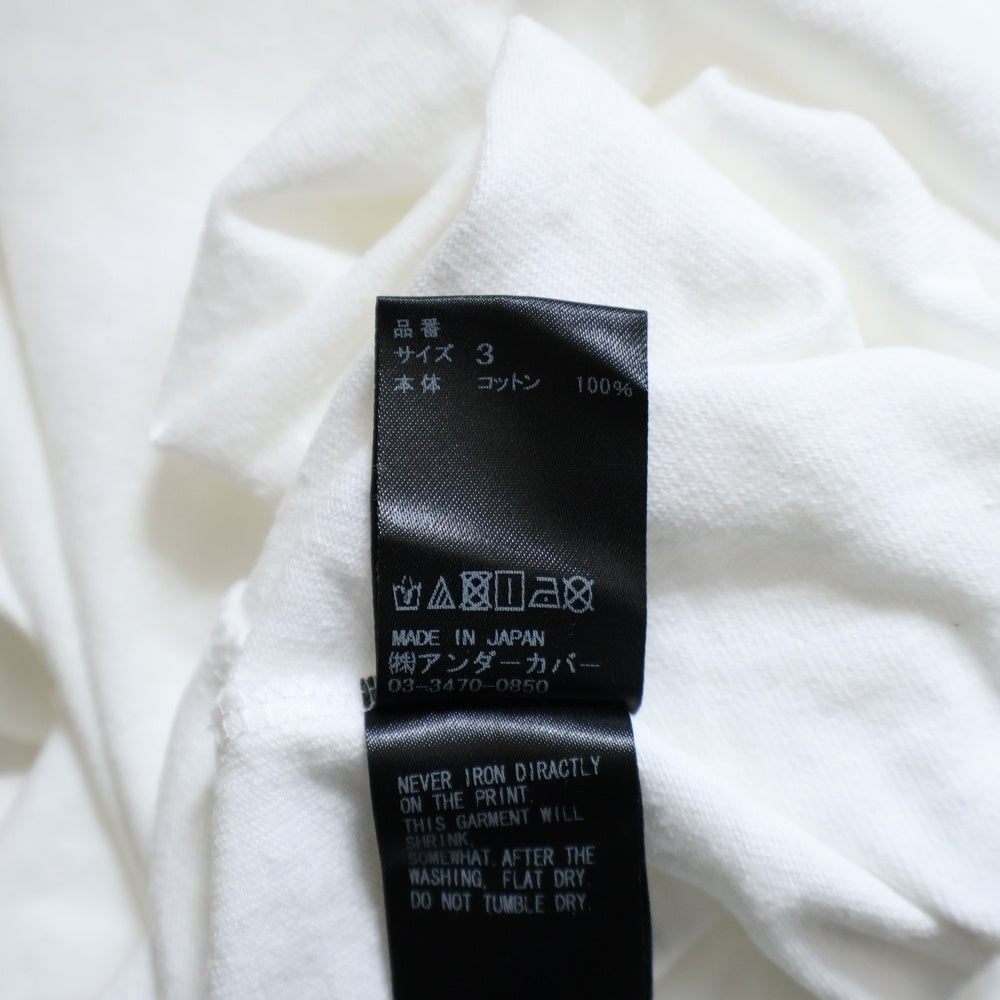 品番
サイズ 3
本体 コットン 100%
MADE IN JAPAN
㈱アンダーカバー
03-3470-0850
NEVER IRON DIRACTLY
ON THE PRINT.
THIS GARMENT WILL
SHRINK.
SOMEWHAT. AFTER THE
WASHING, FLAT DRY.
DO NOT TUMBLE DRY.